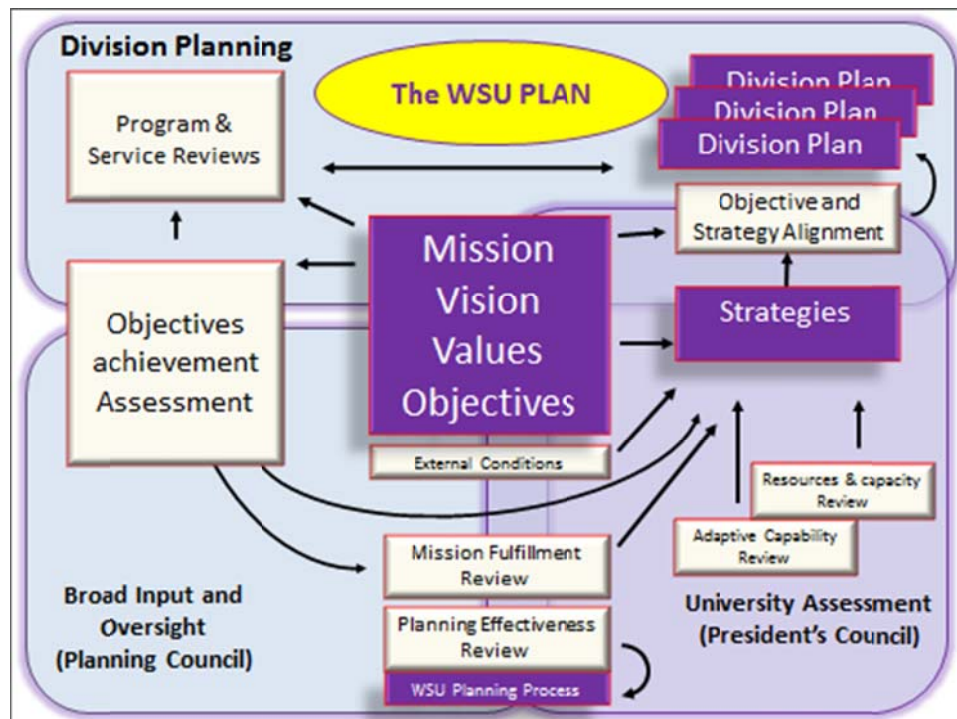 Division Planning
The WSU PLAN
Division Plan
Division Plan
Division Plan
Program &
Service Reviews
Objective and
Strategy Alignment
Mission
Vision
Values
Objectives
Strategies
Objectives
achievement
Assessment
External Conditions
Resources & capacity
Review
Adaptive Capability
Review
Mission Fulfillment
Review
Broad Input and
Oversight
(Planning Council)
Planning Effectiveness
Review
WSU Planning Process
University Assessment
(President's Council)